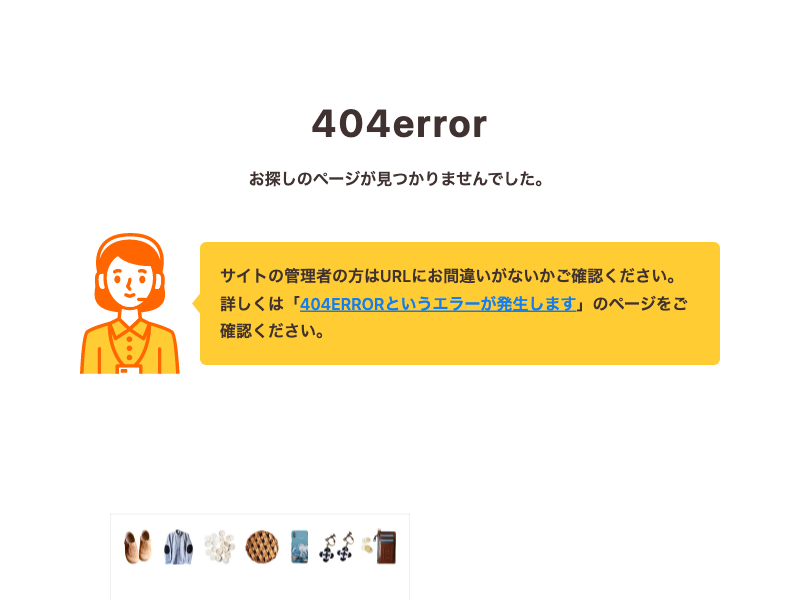 404error
お探しのページが見つかりませんでした。
サイトの管理者の方はURLにお間違いがないかご確認ください。
詳しくは「404ERRORというエラーが発生します」のページをご
確認ください。